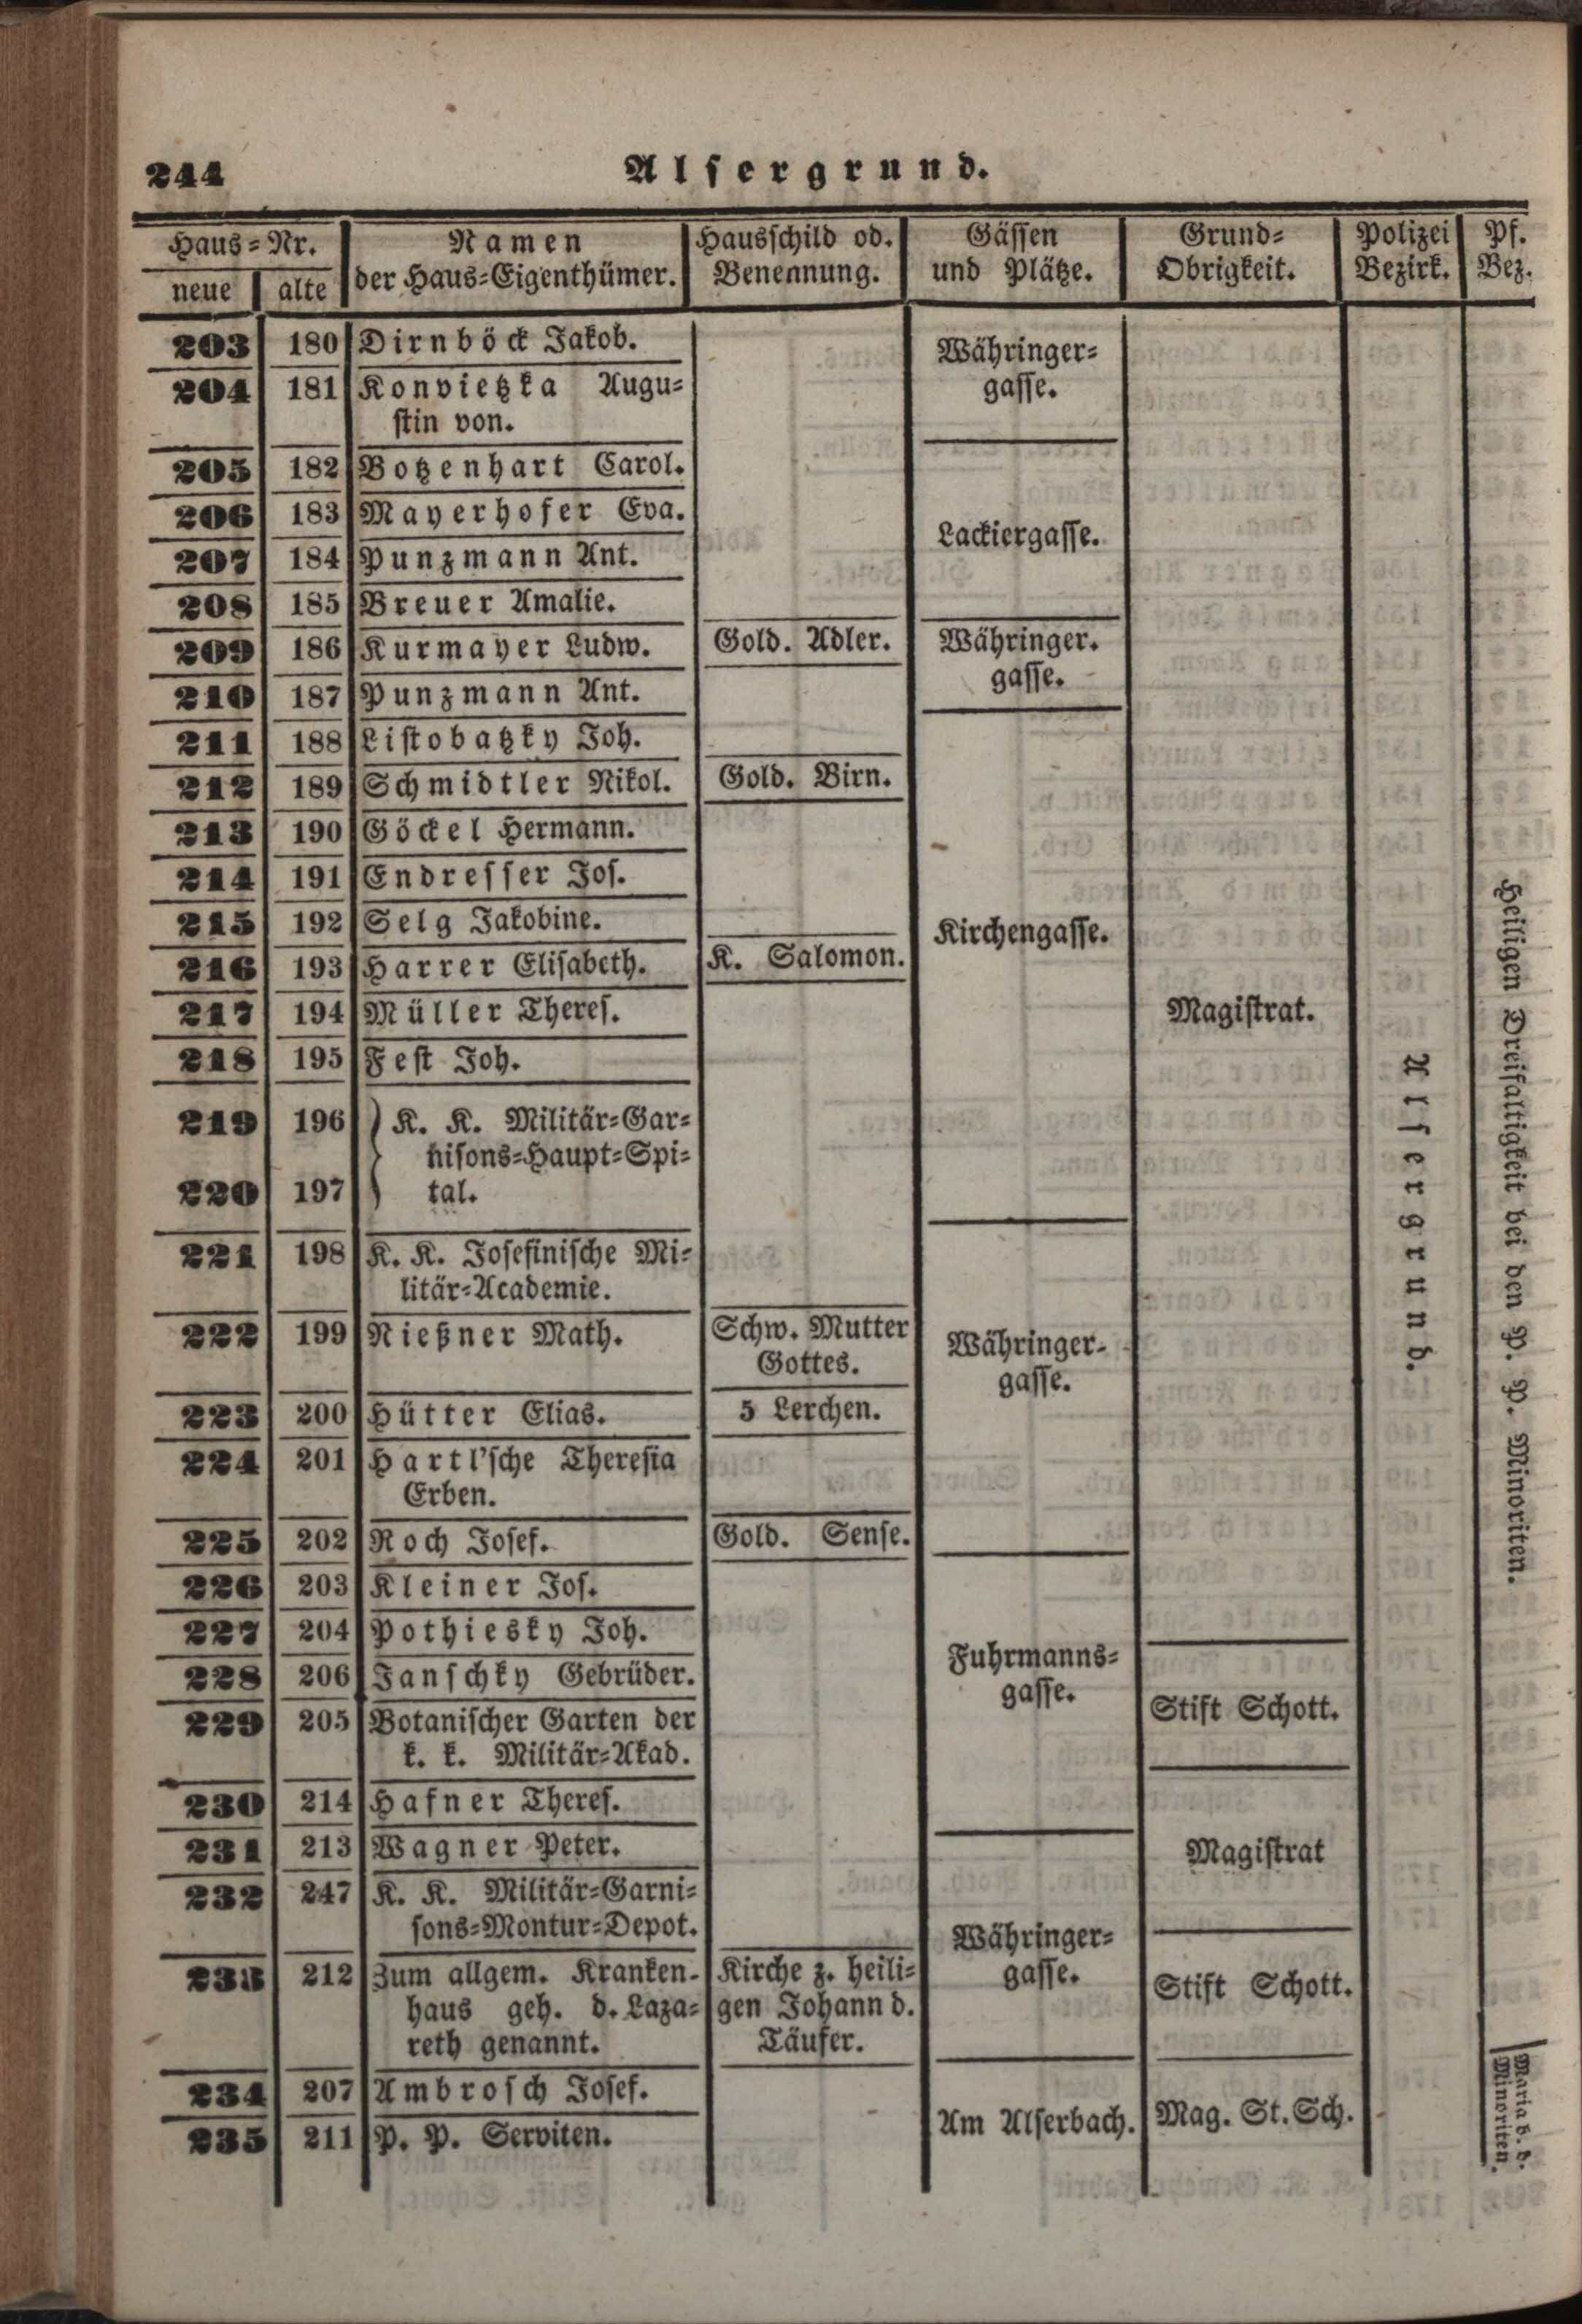 244
Alsergrund.
Haus-Nr.
neue
alte
Namen
der Haus-Eigenthümer.
Hausschild od.
Benennung.
Gässen
und Plätze.
Grund-
Obrigkeit.
Polizei
Bezirk.
Pf.
Bez.
203 180 Dirnböck Jakob.
Währinger-
gasse.
204 181 Konvietzka Augu-
stin von.
205 182 Botzenhart Carol.
206 183 Mayerhofer Eva.
Lackiergasse.
207 184 Punzmann Ant.
208 185 Breuer Amalie.
209 186 Kurmayer Ludw. Gold. Adler.
Währinger.
gasse.
210 187 Punzmann Ant.
211 188 Listobatzky Joh.
212 189 Schmidtler Nikol. Gold. Birn.
213 190 Göckel Hermann.
214 191 Endresser Jos.
215 192 Selg Jakobine.
Kirchengasse.
216 193 Harrer Elisabeth. K. Salomon.
217 194 Müller Theres.
Magistrat.
218 195 Fest Joh.
219 196 K. K. Militär-Gar-
nisons-Haupt-Spi-
220 197 tal.
221 198 K. K. Josefinische Mi-
litär-Academie.
222 199 Nießner Math. Schw. Mutter
Gottes.
Währinger-
gasse.
223 200 Hütter Elias. 5 Lerchen.
224 201 Hartl'sche Theresia
Erben.
225 202 Roch Josef. Gold. Sense.
226 203 Kleiner Jos.
227 204 Pothiesky Joh.
Fuhrmanns-
gasse.
228 206 Janschky Gebrüder.
229 205 Botanischer Garten der
k. k. Militär-Akad.
Stift Schott.
230 214 Hafner Theres.
231 213 Wagner Peter.
Magistrat
232 247 K. K. Militär-Garni-
sons-Montur-Depot.
Währinger-
gasse.
233 212 Zum allgem. Kranken-
haus geh. d. Laza-
reth genannt.
Kirche z. heili-
gen Johann d.
Täufer.
Stift Schott.
234 207 Ambrosch Josef.
Am Alserbach. Mag. St. Sch.
235 211 P. P. Serviten.
Alsergrund.
Heiligen Dreifaltigkeit bei den P. P. Minoriten.
Maria b. d.
Minoriten.